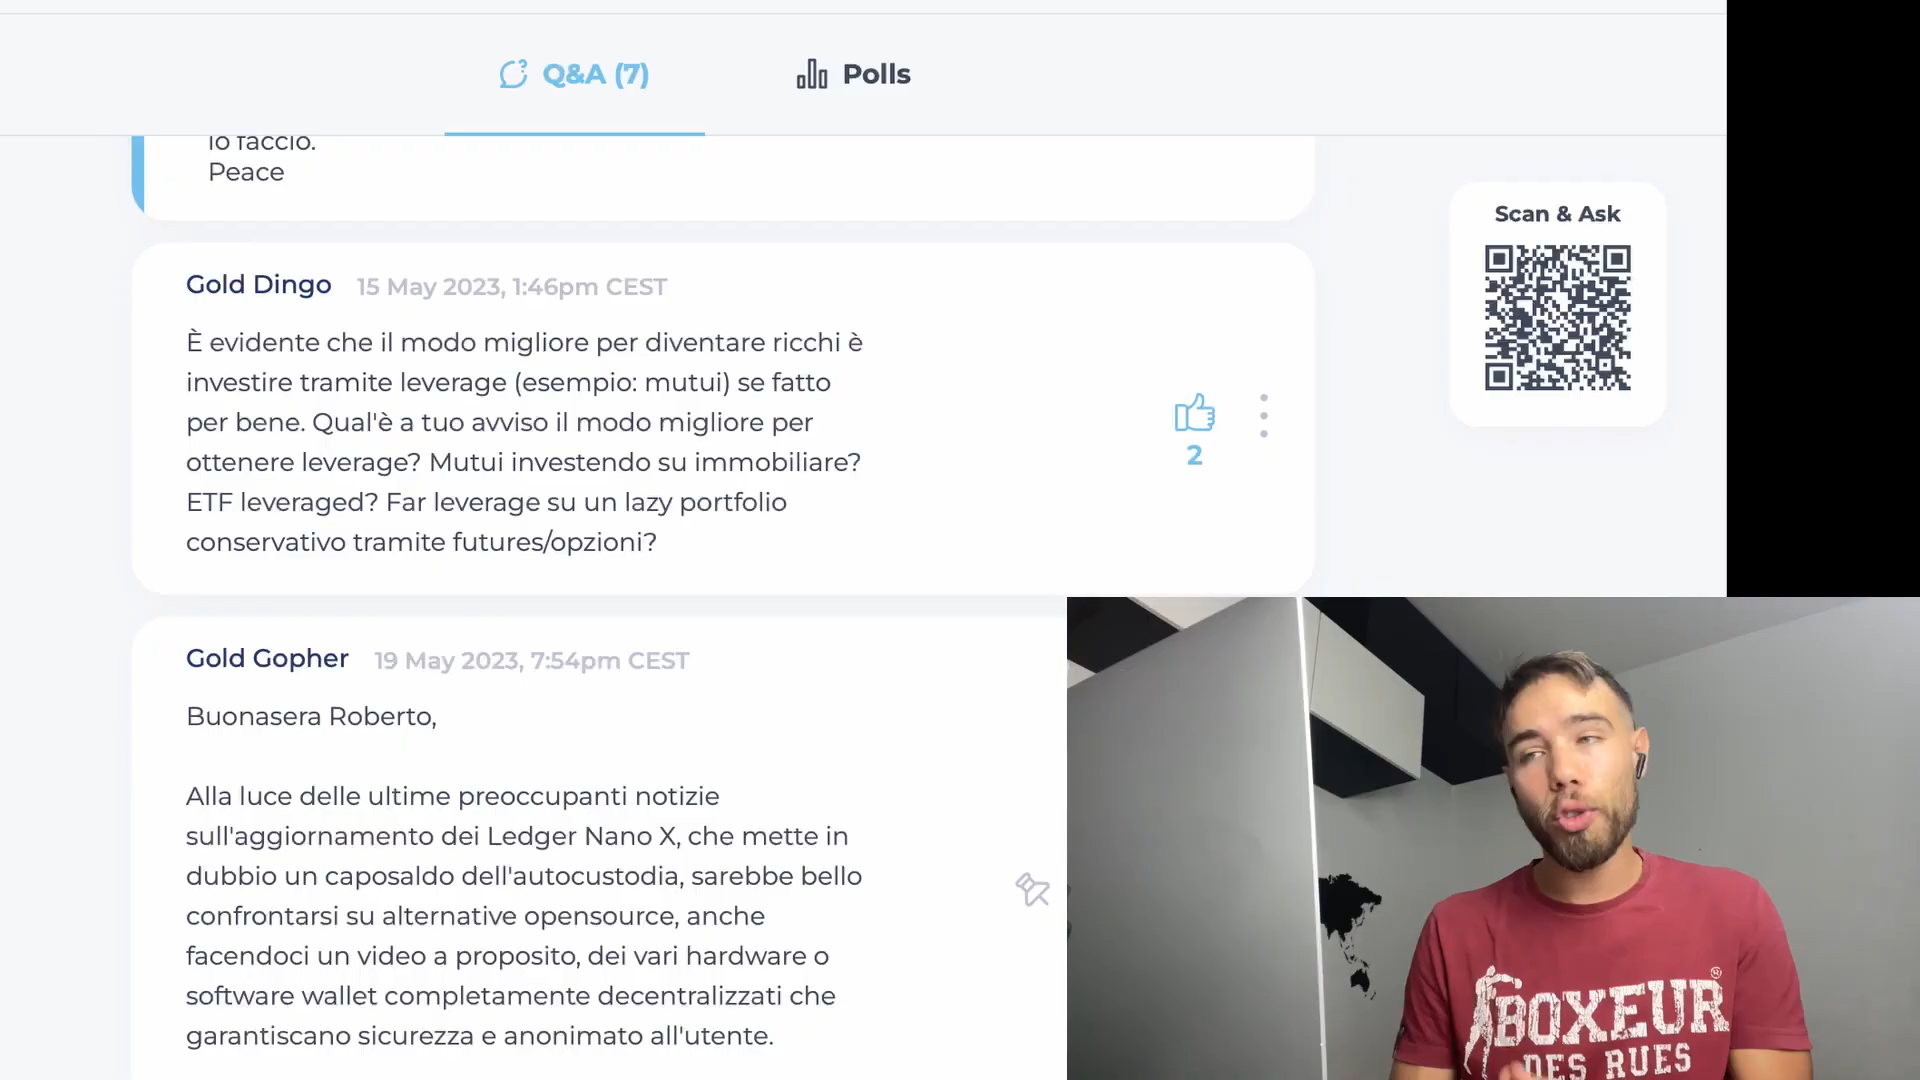 Q&A (7)
Polls
io faccio.
Peace
Scan & Ask
Gold Dingo 15 May 2023, 1:46pm CEST
È evidente che il modo migliore per diventare ricchi è
investire tramite leverage (esempio: mutui) se fatto
per bene. Qual'è a tuo avviso il modo migliore per
ottenere leverage? Mutui investendo su immobiliare?
ETF leveraged? Far leverage su un lazy portfolio
conservativo tramite futures/opzioni?
2
Gold Gopher 19 May 2023, 7:54pm CEST
Buonasera Roberto,
Alla luce delle ultime preoccupanti notizie
sull'aggiornamento dei Ledger Nano X, che mette in
dubbio un caposaldo dell'autocustodia, sarebbe bello
confrontarsi su alternative opensource, anche
facendoci un video a proposito, dei vari hardware o
software wallet completamente decentralizzati che
garantiscano sicurezza e anonimato all'utente.
BOXEUR®
DES RUES